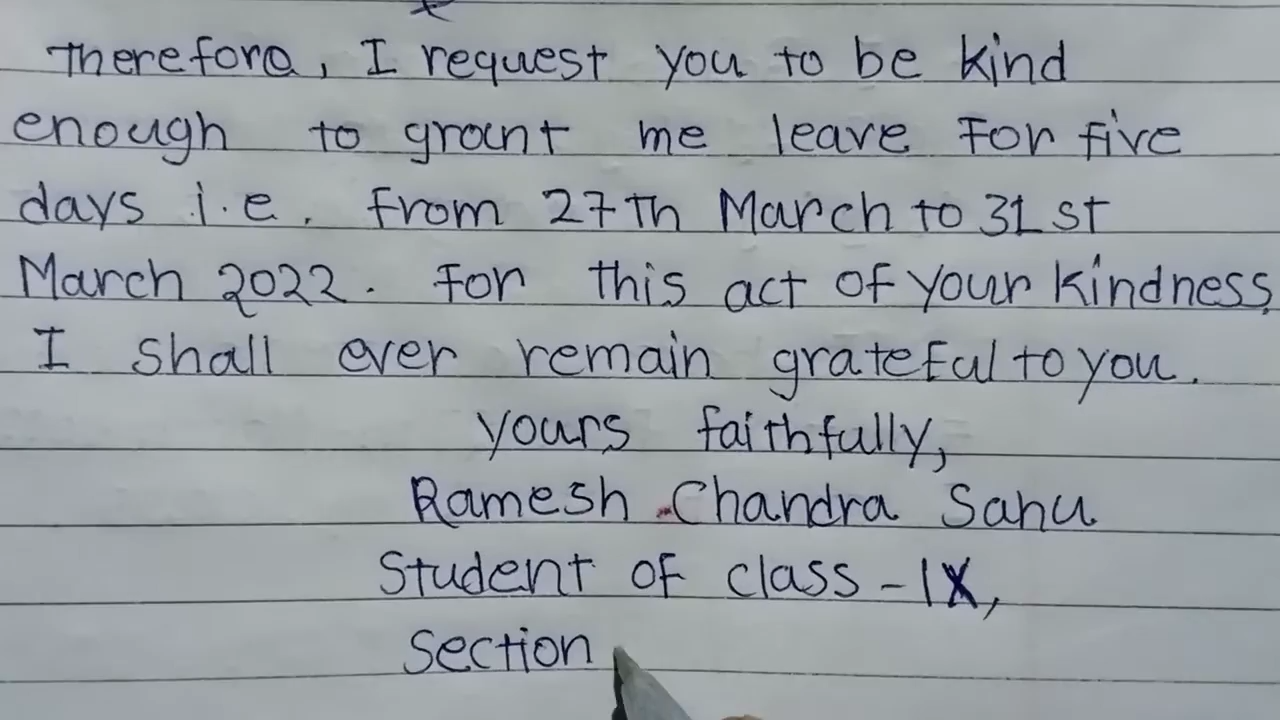 Therefore, I request you to be kind
enough to grant me leave For five
days i.e. from 27th March to 31st
March 2022. For this act of your kindness,
I shall ever remain grateful to you.
yours faithfully,
Ramesh Chandra Sahu
Student of class - IX,
Section